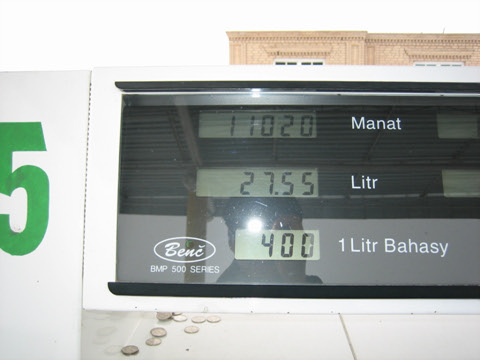 5
11020 Manat
27.55 Litr
400 1 Litr Bahasy
Benč
BMP 500 SERIES